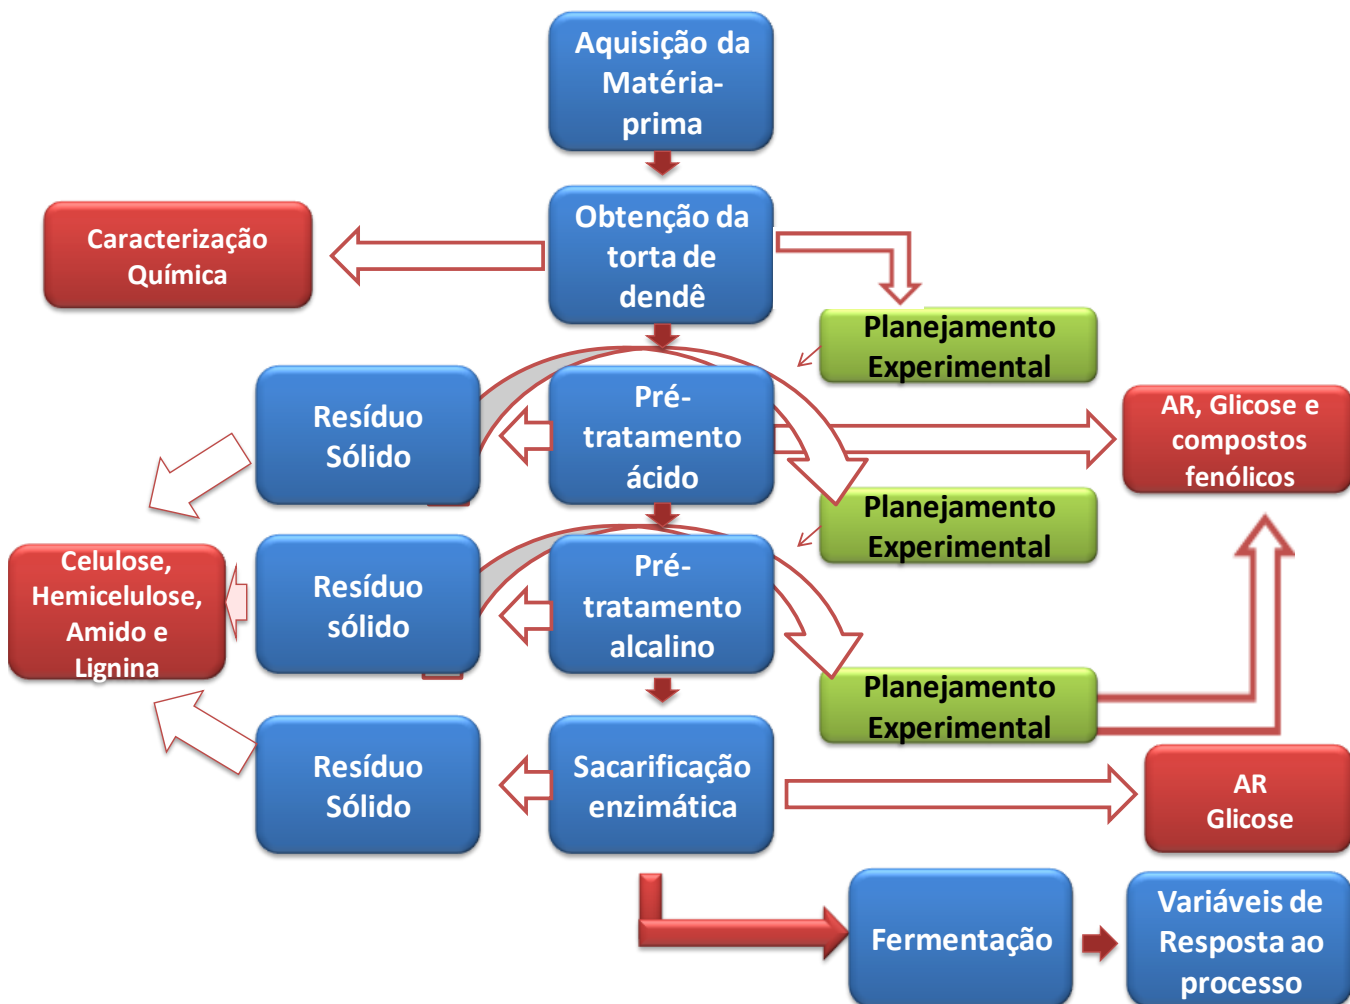 Aquisição da
Matéria-
prima
Obtenção da
torta de
dendê
Caracterização
Química
Planejamento
Experimental
Resíduo
Sólido
Pré-
tratamento
ácido
AR, Glicose e
compostos
fenólicos
Planejamento
Experimental
Celulose,
Hemicelulose,
Amido e
Lignina
Resíduo
sólido
Pré-
tratamento
alcalino
Planejamento
Experimental
Resíduo
Sólido
Sacarificação
enzimática
AR
Glicose
Fermentação
Variáveis de
Resposta ao
processo